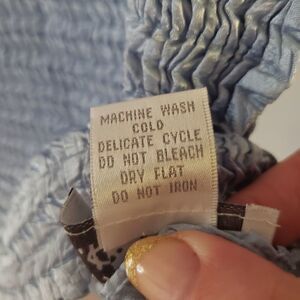 MACHINE WASH
COLD
DELICATE CYCLE
DO NOT BLEACH
DRY FLAT
DO NOT IRON